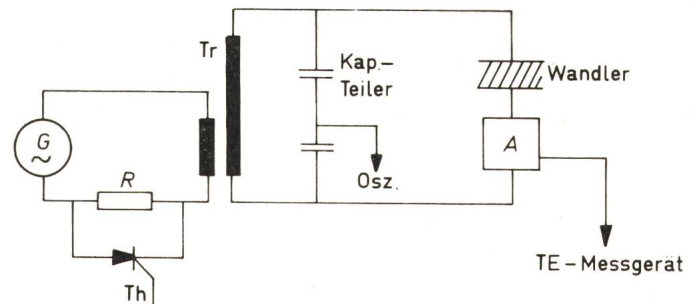 Tr
Kap.-
Teiler
Wandler
G
~
A
R
Osz.
TE-Messgerät
Th